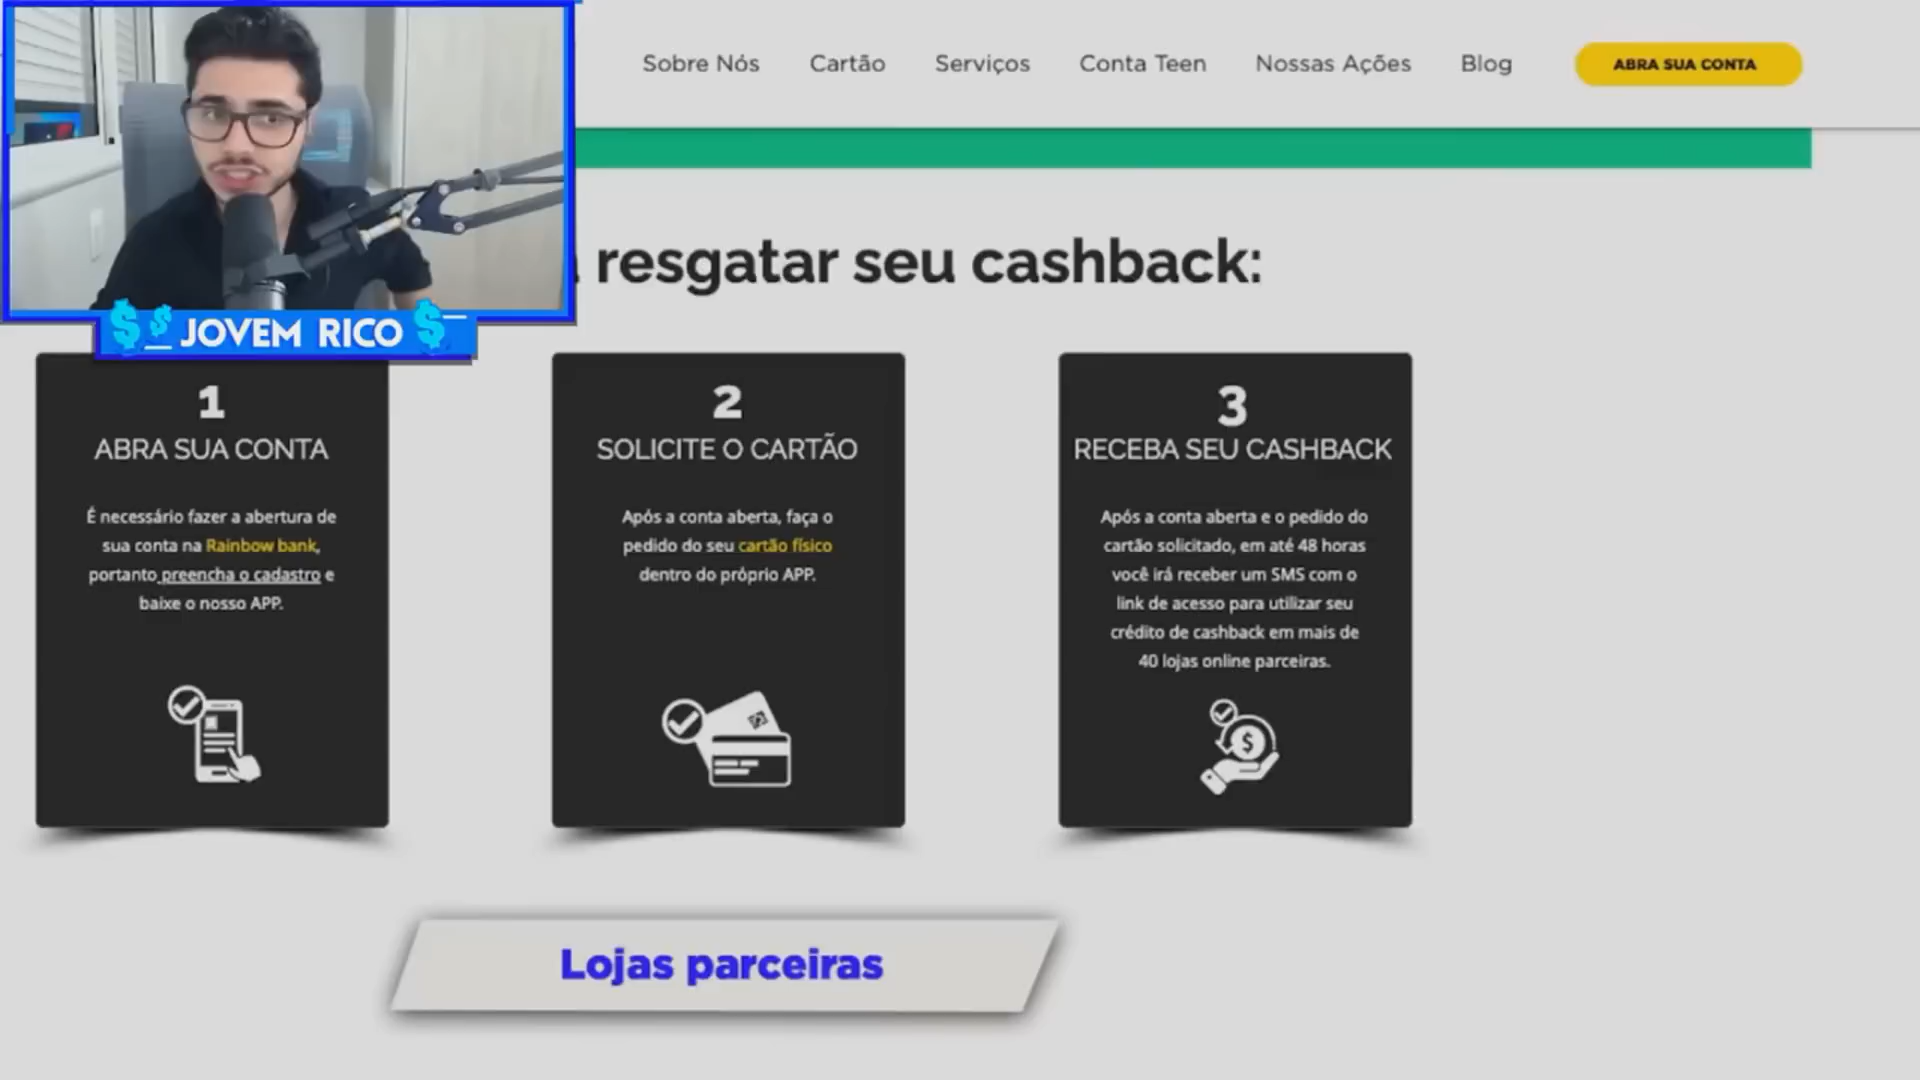 Sobre Nós
Cartão
Serviços
Conta Teen
Nossas Ações
Blog
ABRA SUA CONTA
resgatar seu cashback:
$ $ JOVEM RICO $
1
ABRA SUA CONTA
É necessário fazer a abertura de
sua conta na Rainbow bank,
portanto preencha o cadastro e
baixe o nosso APP.
2
SOLICITE O CARTÃO
Após a conta aberta, faça o
pedido do seu cartão físico
dentro do próprio APP.
3
RECEBA SEU CASHBACK
Após a conta aberta e o pedido do
cartão solicitado, em até 48 horas
você irá receber um SMS com o
link de acesso para utilizar seu
crédito de cashback em mais de
40 lojas online parceiras.
$
Lojas parceiras